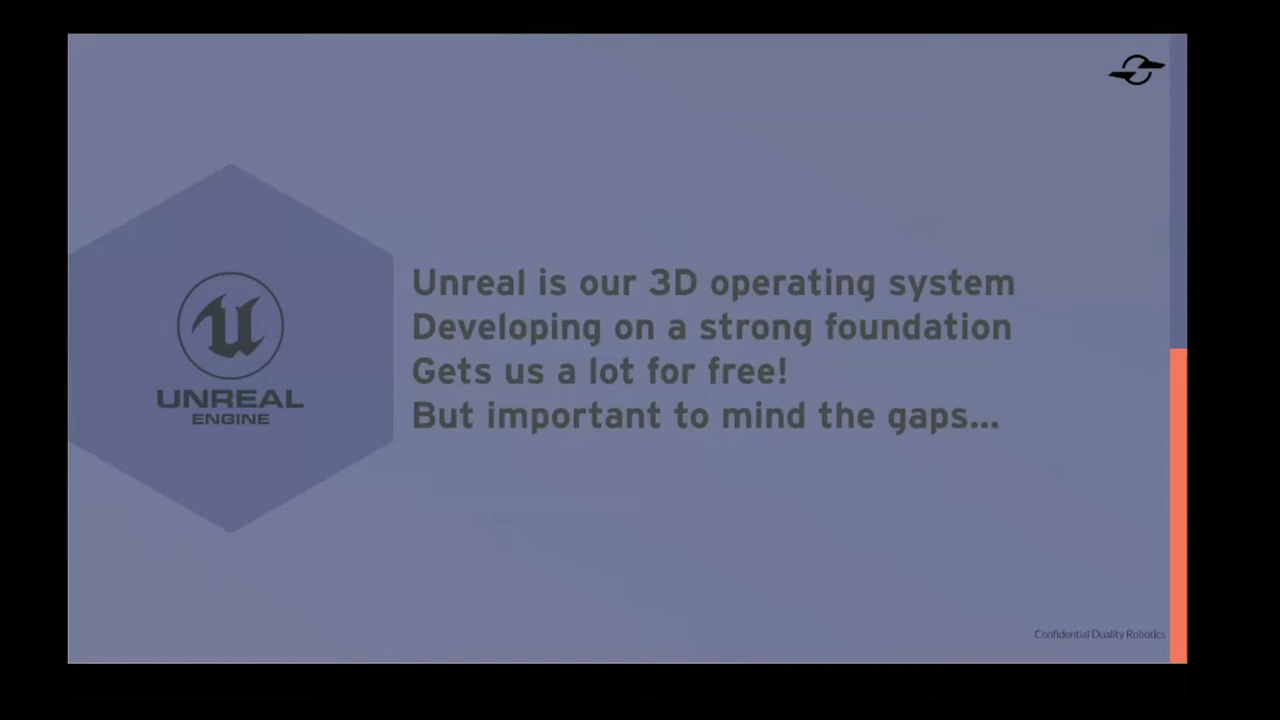 UNREAL
ENGINE
Unreal is our 3D operating system
Developing on a strong foundation
Gets us a lot for free!
But important to mind the gaps...
Confidential Duality Robotics